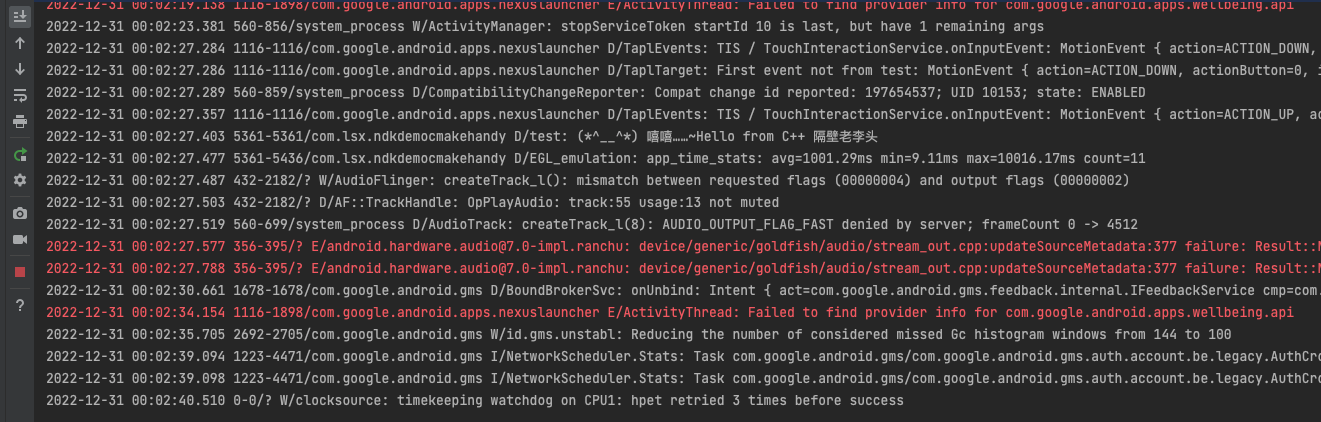 2022-12-31 00:02:19.138 1116-1898/com.google.android.apps.nexuslauncher E/ActivityThread: Failed to find provider info for com.google.android.apps.wellbeing.api
2022-12-31 00:02:23.381 560-856/system_process W/ActivityManager: stopServiceToken startId 10 is last, but have 1 remaining args
2022-12-31 00:02:27.284 1116-1116/com.google.android.apps.nexuslauncher D/TaplEvents: TIS / TouchInteractionService.onInputEvent: MotionEvent { action=ACTION_DOWN,
2022-12-31 00:02:27.286 1116-1116/com.google.android.apps.nexuslauncher D/TaplTarget: First event not from test: MotionEvent { action=ACTION_DOWN, actionButton=0, i
2022-12-31 00:02:27.289 560-859/system_process D/CompatibilityChangeReporter: Compat change id reported: 197654537; UID 10153; state: ENABLED
2022-12-31 00:02:27.357 1116-1116/com.google.android.apps.nexuslauncher D/TaplEvents: TIS / TouchInteractionService.onInputEvent: MotionEvent { action=ACTION_UP, ac
2022-12-31 00:02:27.403 5361-5361/com.lsx.ndkdemocmakehandy D/test: (*^__^*) 嘻嘻……~Hello from C++ 隔壁老李头
2022-12-31 00:02:27.477 5361-5436/com.lsx.ndkdemocmakehandy D/EGL_emulation: app_time_stats: avg=1001.29ms min=9.11ms max=10016.17ms count=11
2022-12-31 00:02:27.487 432-2182/? W/AudioFlinger: createTrack_l(): mismatch between requested flags (00000004) and output flags (00000002)
2022-12-31 00:02:27.503 432-2182/? D/AF::TrackHandle: OpPlayAudio: track:55 usage:13 not muted
2022-12-31 00:02:27.519 560-699/system_process D/AudioTrack: createTrack_l(8): AUDIO_OUTPUT_FLAG_FAST denied by server; frameCount 0 -> 4512
2022-12-31 00:02:27.577 356-395/? E/android.hardware.audio@7.0-impl.ranchu: device/generic/goldfish/audio/stream_out.cpp:updateSourceMetadata:377 failure: Result::N
2022-12-31 00:02:27.788 356-395/? E/android.hardware.audio@7.0-impl.ranchu: device/generic/goldfish/audio/stream_out.cpp:updateSourceMetadata:377 failure: Result::N
2022-12-31 00:02:30.661 1678-1678/com.google.android.gms D/BoundBrokerSvc: onUnbind: Intent { act=com.google.android.gms.feedback.internal.IFeedbackService cmp=com.
2022-12-31 00:02:34.154 1116-1898/com.google.android.apps.nexuslauncher E/ActivityThread: Failed to find provider info for com.google.android.apps.wellbeing.api
2022-12-31 00:02:35.705 2692-2705/com.google.android.gms W/id.gms.unstabl: Reducing the number of considered missed Gc histogram windows from 144 to 100
2022-12-31 00:02:39.094 1223-4471/com.google.android.gms I/NetworkScheduler.Stats: Task com.google.android.gms/com.google.android.gms.auth.account.be.legacy.AuthCro
2022-12-31 00:02:39.098 1223-4471/com.google.android.gms I/NetworkScheduler.Stats: Task com.google.android.gms/com.google.android.gms.auth.account.be.legacy.AuthCro
2022-12-31 00:02:40.510 0-0/? W/clocksource: timekeeping watchdog on CPU1: hpet retried 3 times before success